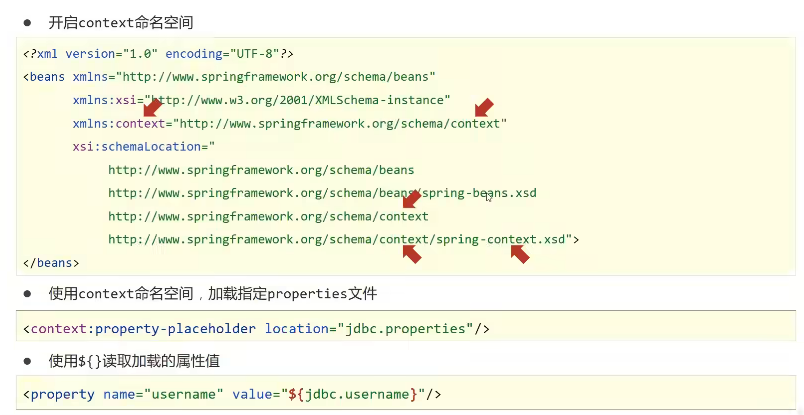 ● 开启context命名空间
<?xml version="1.0" encoding="UTF-8"?>
<beans xmlns="http://www.springframework.org/schema/beans"
xmlns:xsi="http://www.w3.org/2001/XMLSchema-instance"
xmlns:context="http://www.springframework.org/schema/context"
xsi:schemaLocation="
http://www.springframework.org/schema/beans
http://www.springframework.org/schema/beans/spring-beans.xsd
http://www.springframework.org/schema/context
http://www.springframework.org/schema/context/spring-context.xsd">
</beans>
● 使用context命名空间，加载指定properties文件
<context:property-placeholder location="jdbc.properties"/>
● 使用${}读取加载的属性值
<property name="username" value="${jdbc.username}"/>